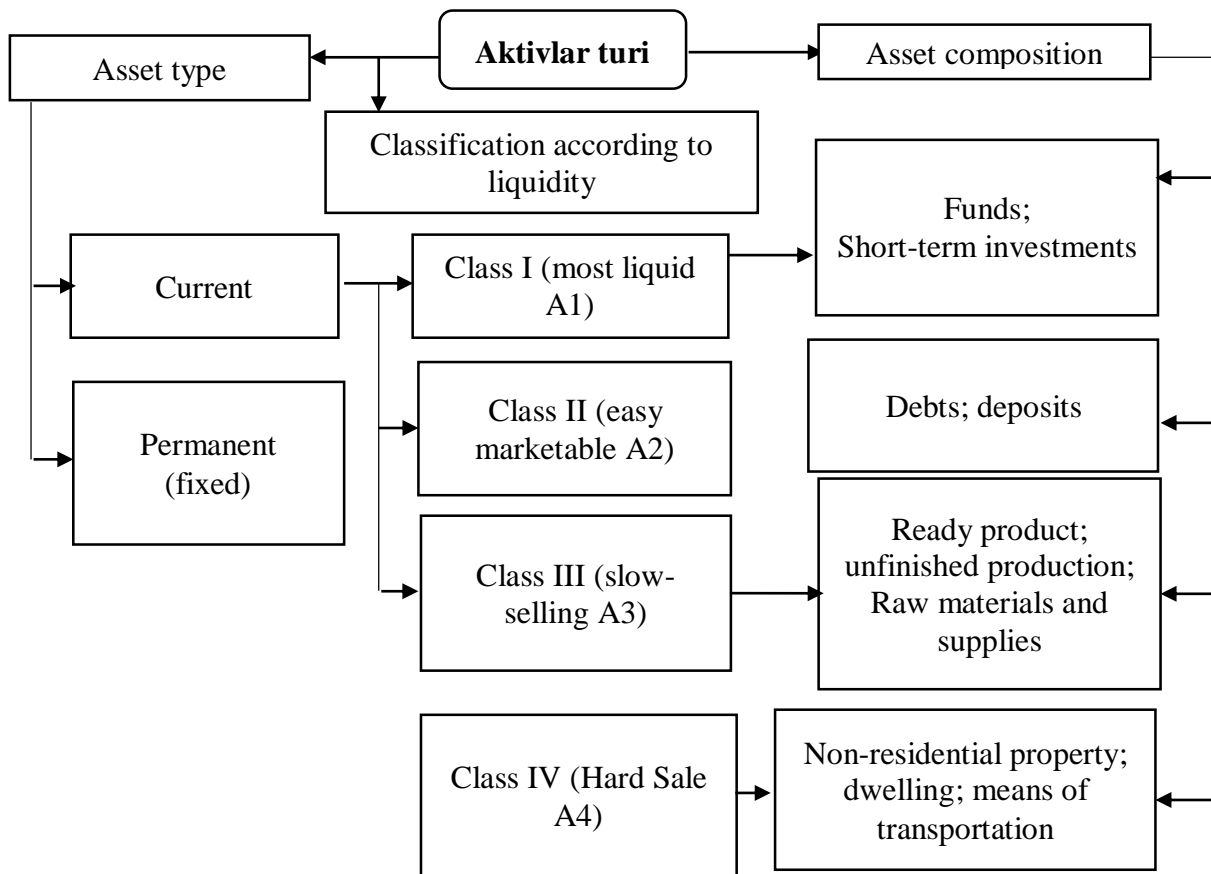 Aktivlar turi
Asset type
Asset composition
Classification according to
liquidity
Funds;
Short-term investments
Current
Class I (most liquid
A1)
Class II (easy
marketable A2)
Debts; deposits
Permanent
(fixed)
Class III (slow-
selling A3)
Ready product;
unfinished production;
Raw materials and
supplies
Class IV (Hard Sale
A4)
Non-residential property;
dwelling; means of
transportation